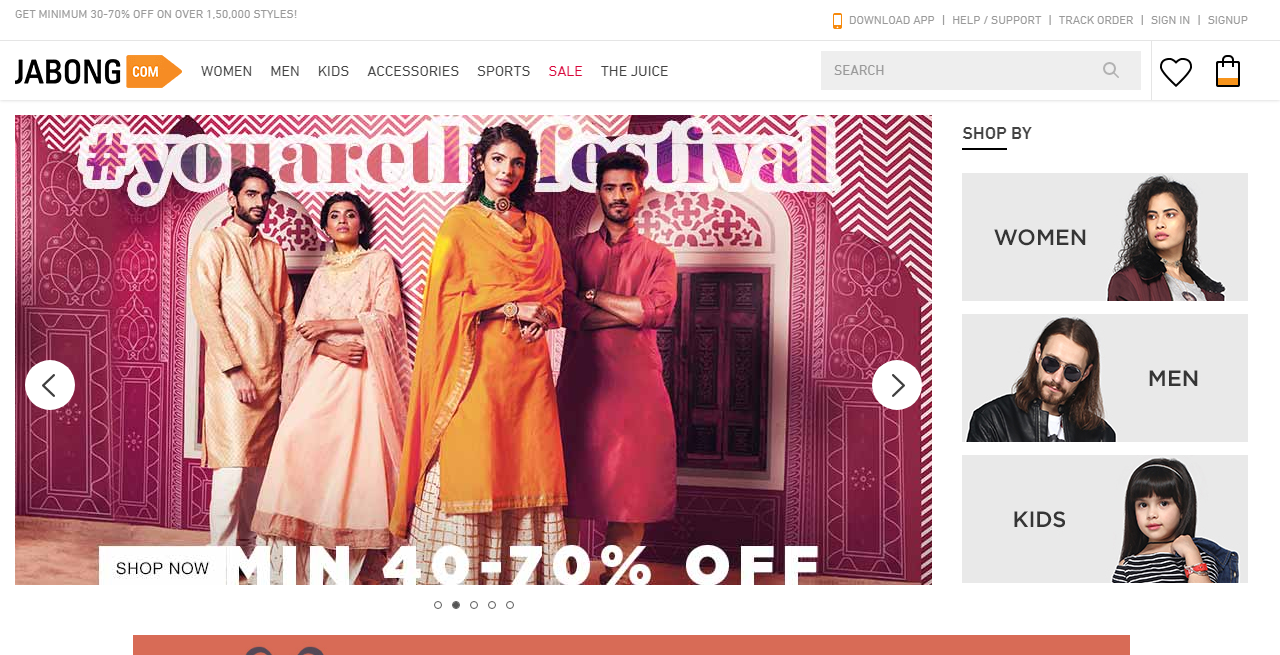 GET MINIMUM 30-70% OFF ON OVER 1,50,000 STYLES!
DOWNLOAD APP | HELP / SUPPORT | TRACK ORDER | SIGN IN | SIGNUP
JABONG COM
WOMEN MEN KIDS ACCESSORIES SPORTS SALE THE JUICE
SEARCH
#youarethefestival
SHOP NOW
MIN 40-70% OFF
SHOP BY
WOMEN
MEN
KIDS